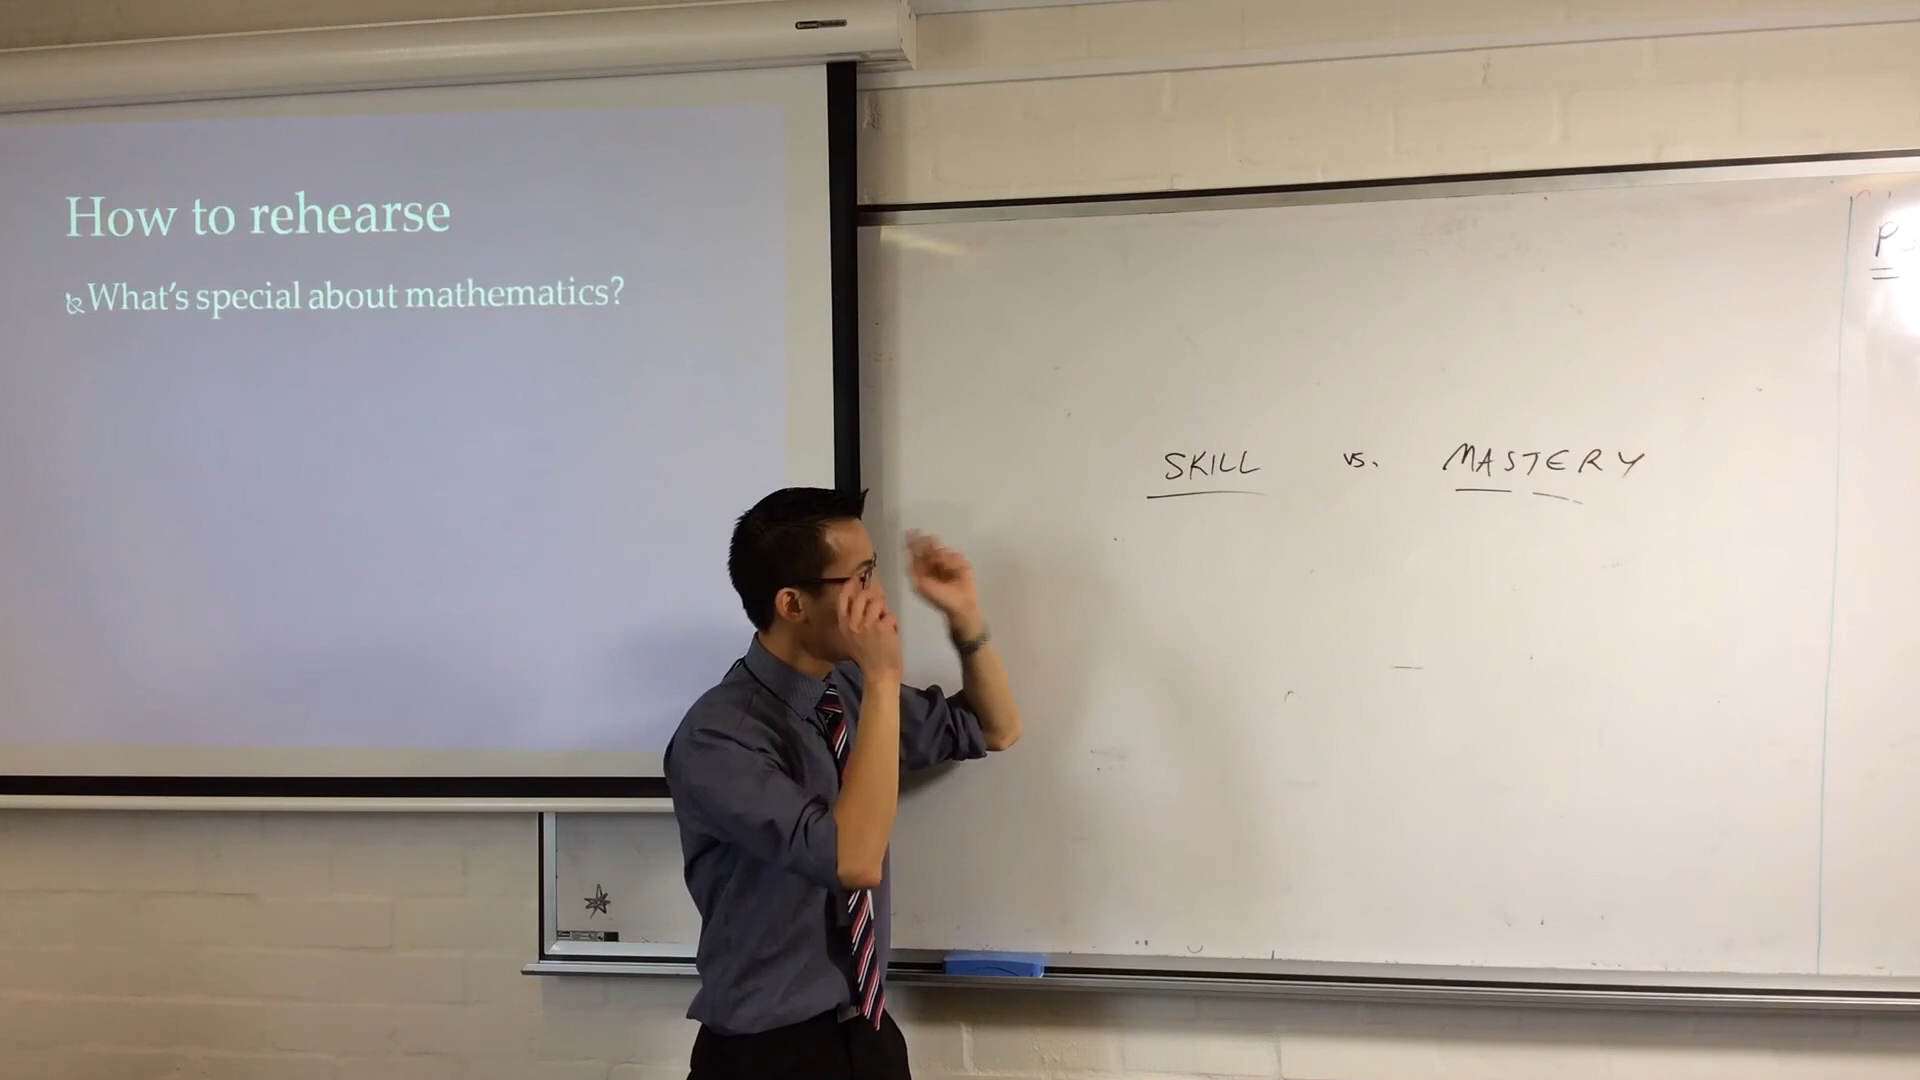 How to rehearse
What's special about mathematics?
SKILL vs. MASTERY